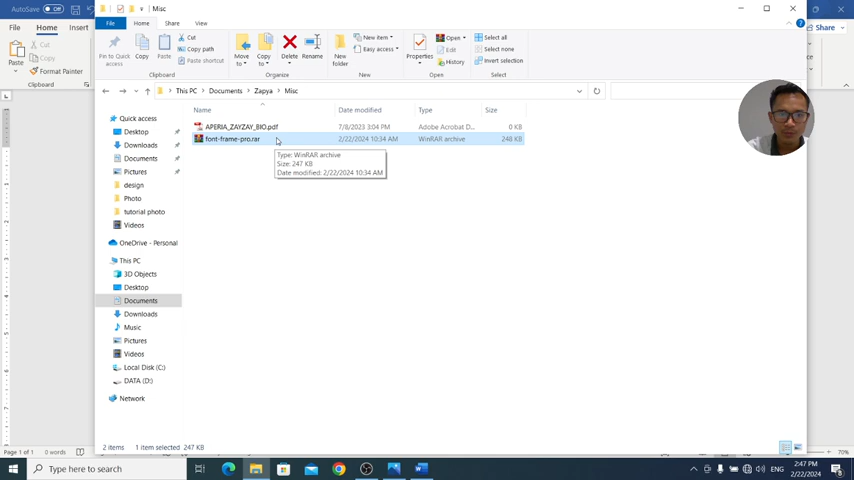 AutoSave Off
Misc
Share
File Home Share View
File Home Insert
Paste
Cut
Copy
Format Painter
Clipboard
Pin to Quick access
Copy
Paste
Cut
Copy path
Paste shortcut
Clipboard
Move to
Copy to
Delete
Rename
Organize
New folder
New item
Easy access
New
Properties
Open
Edit
History
Open
Select all
Select none
Invert selection
Select
This PC > Documents > Zapya > Misc
Name Date modified Type Size
APERIA_ZAYZAY_BIO.pdf 7/8/2023 3:04 PM Adobe Acrobat D... 0 KB
font-frame-pro.rar 2/22/2024 10:34 AM WinRAR archive 248 KB
Type: WinRAR archive
Size: 247 KB
Date modified: 2/22/2024 10:34 AM
Quick access
Desktop
Downloads
Documents
Pictures
design
Photo
tutorial photo
Videos
OneDrive - Personal
This PC
3D Objects
Desktop
Documents
Downloads
Music
Pictures
Videos
Local Disk (C:)
DATA (D:)
Network
2 items 1 item selected 247 KB
Page 1 of 1 0 words
70%
Type here to search
ENG
2:47 PM
2/22/2024